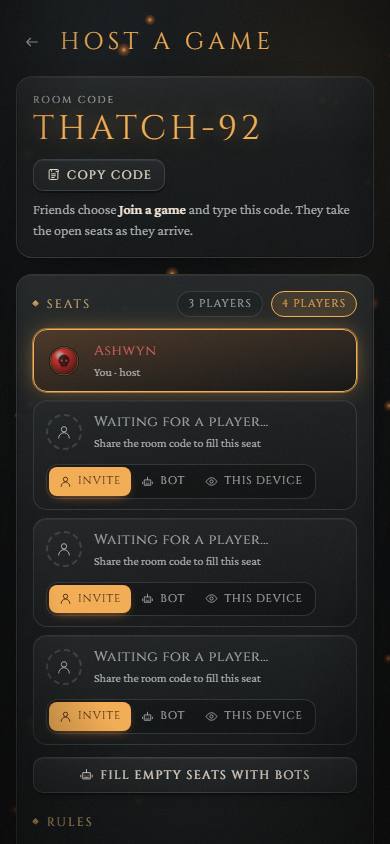 HOST A GAME
ROOM CODE
THATCH-92
COPY CODE
Friends choose Join a game and type this code. They take
the open seats as they arrive.
SEATS
3 PLAYERS
4 PLAYERS
Ashwyn
You · host
Waiting for a player…
Share the room code to fill this seat
INVITE
BOT
THIS DEVICE
Waiting for a player…
Share the room code to fill this seat
INVITE
BOT
THIS DEVICE
Waiting for a player…
Share the room code to fill this seat
INVITE
BOT
THIS DEVICE
FILL EMPTY SEATS WITH BOTS
RULES